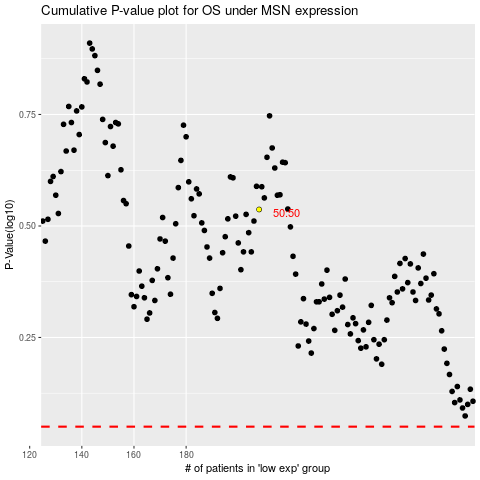 Cumulative P-value plot for OS under MSN expression
P-Value(log10)
0.75
0.50
0.25
50.50
120 140 160 180
# of patients in 'low exp' group